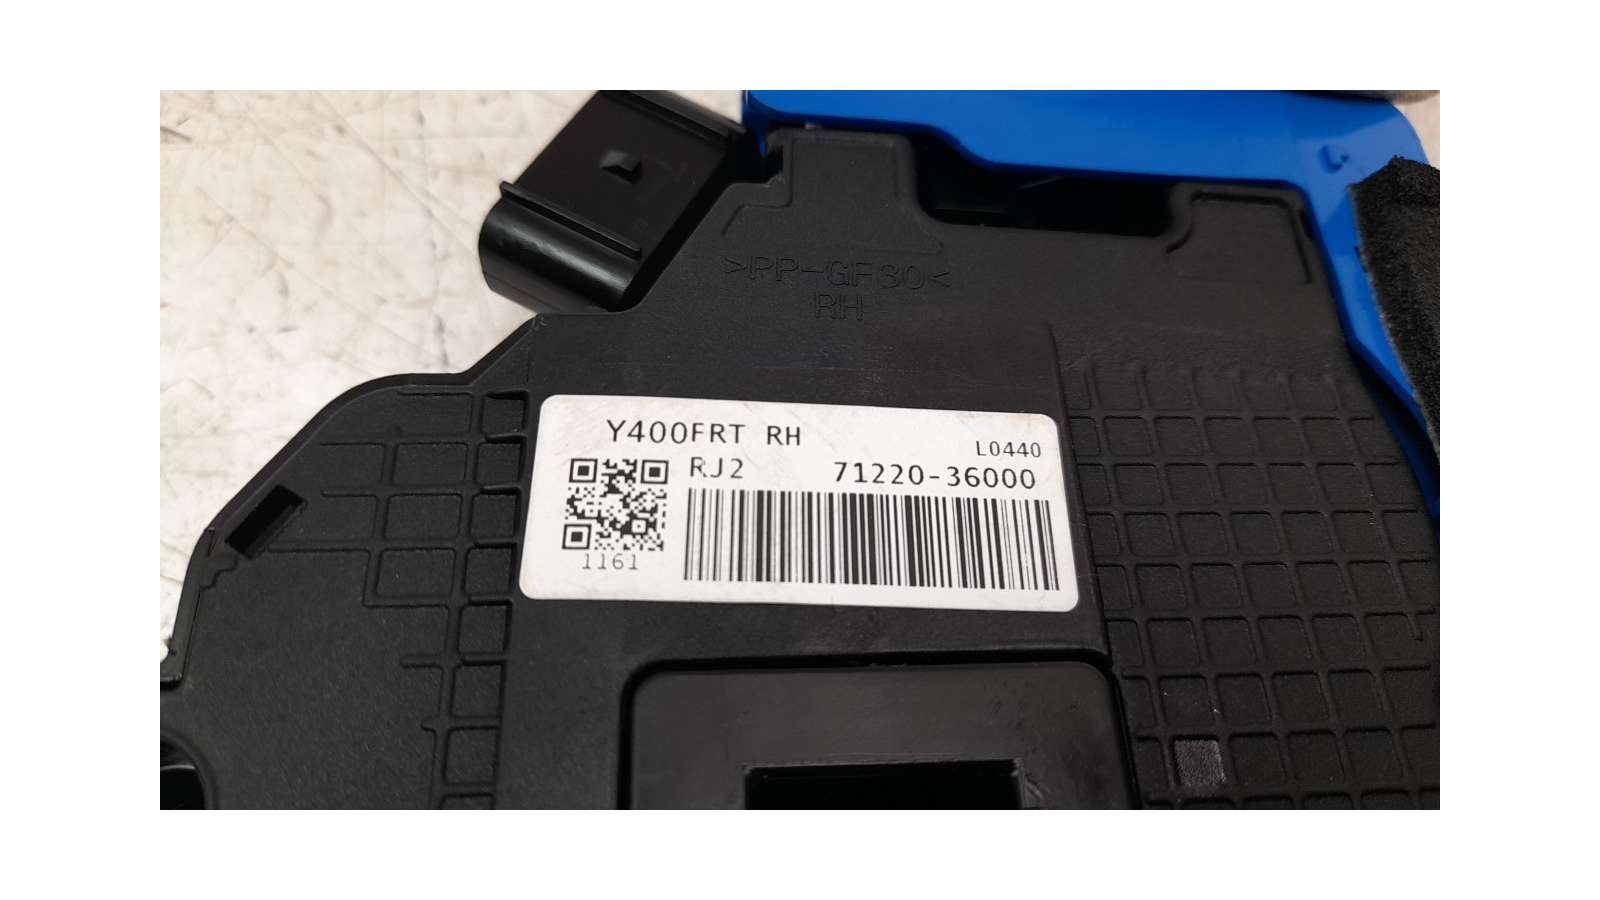 >PP-GF30<
RH
Y400FRT RH
L0440
RJ2 71220-36000
1161